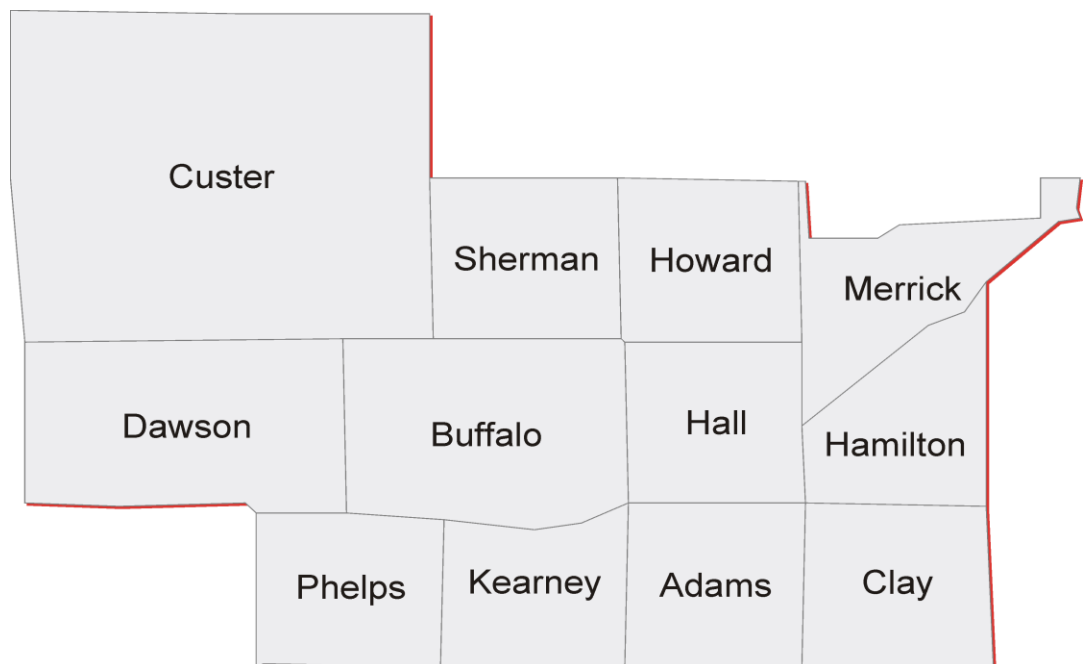 Custer
Sherman
Howard
Merrick
Dawson
Buffalo
Hall
Hamilton
Phelps
Kearney
Adams
Clay